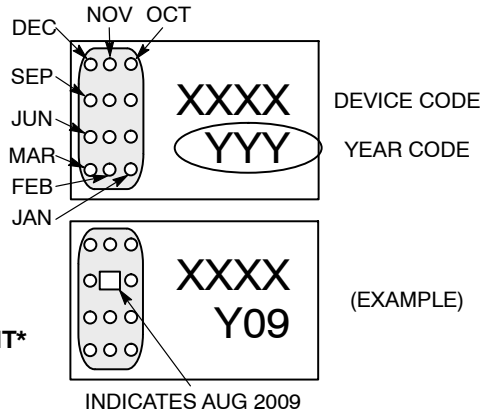 DEC
NOV
OCT
SEP
JUN
MAR
FEB
JAN
XXXX
DEVICE CODE
YYY
YEAR CODE
XXXX
Y09
(EXAMPLE)
T*
INDICATES AUG 2009